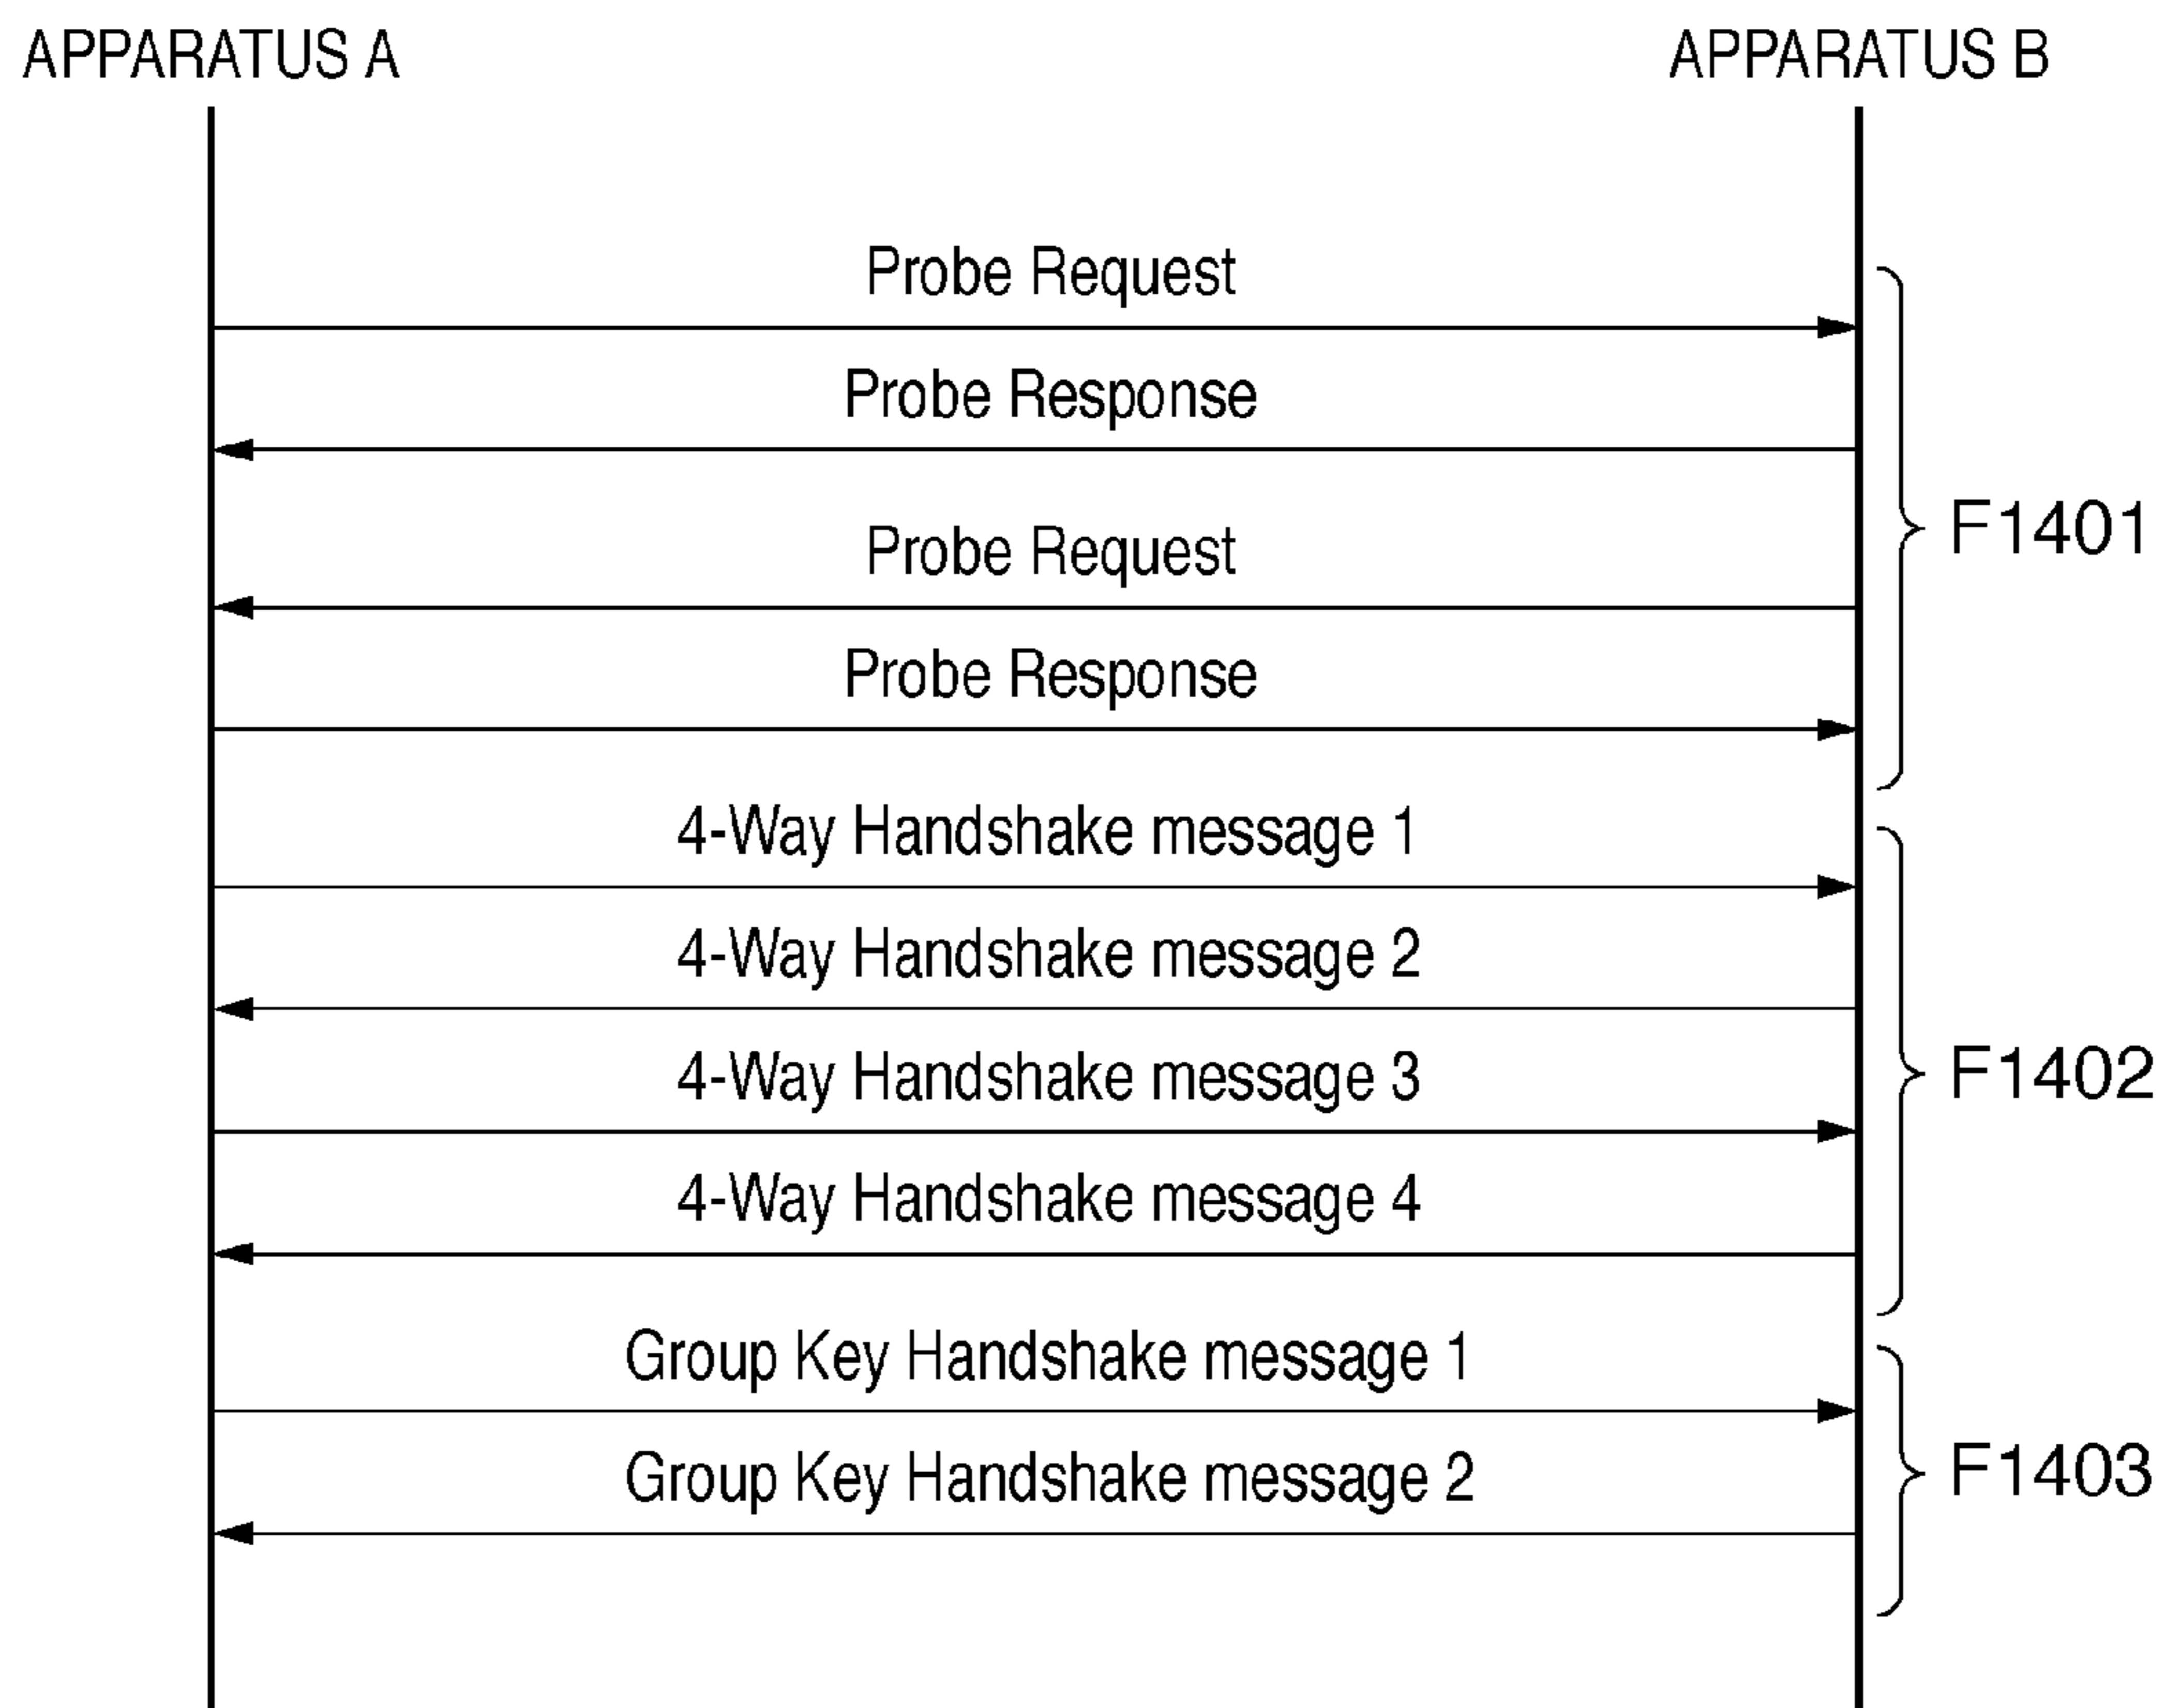 APPARATUS A
APPARATUS B
Probe Request
Probe Response
F1401
Probe Request
Probe Response
4-Way Handshake message 1
4-Way Handshake message 2
4-Way Handshake message 3
F1402
4-Way Handshake message 4
Group Key Handshake message 1
Group Key Handshake message 2
F1403